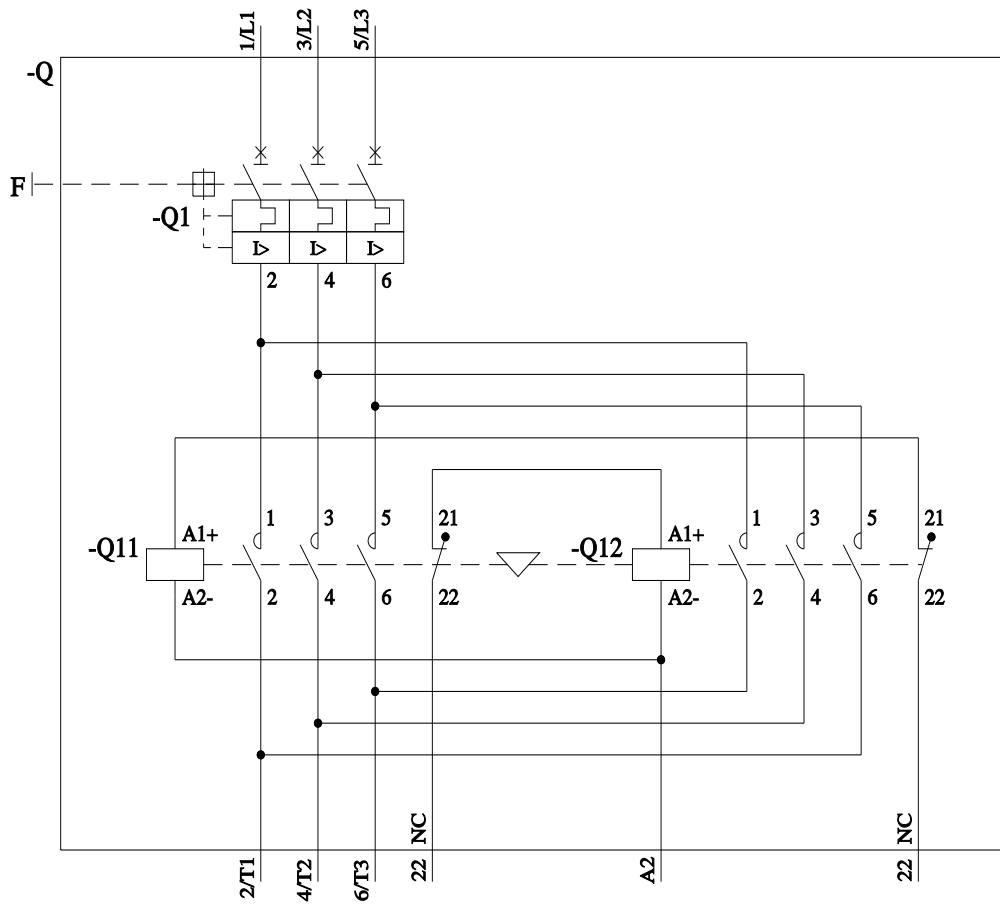 1/L1
3/L2
5/L3
-Q
F
-Q1
I> I> I>
2 4 6
1 3 5 21
1 3 5 21
-Q11 A1+
-Q12 A1+
A2- 2 4 6 22
A2- 2 4 6 22
2/T1
4/T2
6/T3
22 NC
A2
22 NC